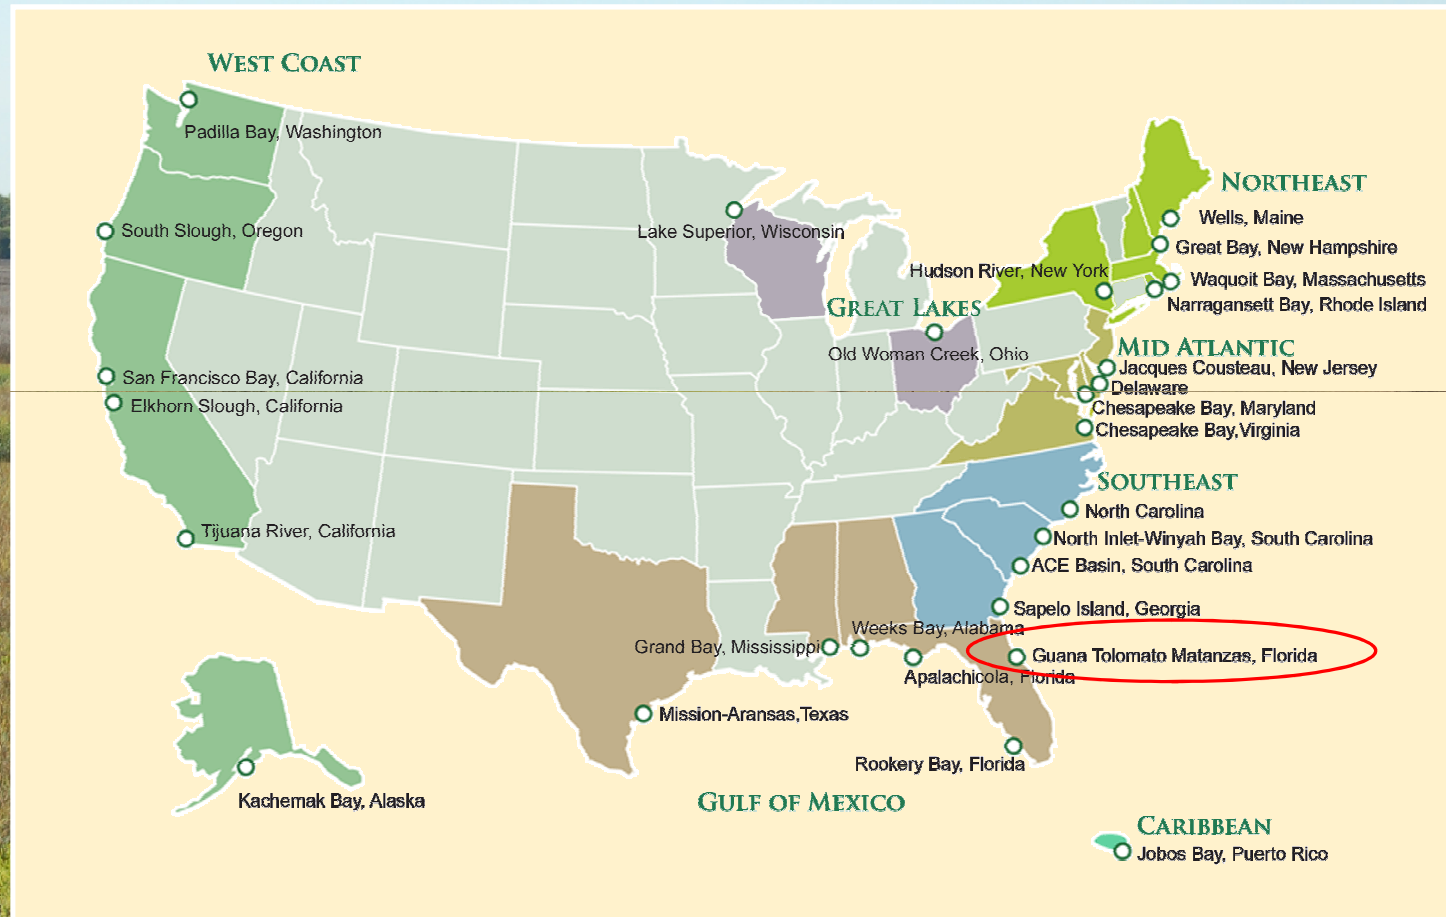 WEST COAST
Padilla Bay, Washington
South Slough, Oregon
San Francisco Bay, California
Elkhorn Slough, California
Tijuana River, California
Kachemak Bay, Alaska
Lake Superior, Wisconsin
GREAT LAKES
Old Woman Creek, Ohio
NORTHEAST
Wells, Maine
Great Bay, New Hampshire
Hudson River, New York
Waquoit Bay, Massachusetts
Narragansett Bay, Rhode Island
MID ATLANTIC
Jacques Cousteau, New Jersey
Delaware
Chesapeake Bay, Maryland
Chesapeake Bay,Virginia
SOUTHEAST
North Carolina
North Inlet-Winyah Bay, South Carolina
ACE Basin, South Carolina
Sapelo Island, Georgia
Weeks Bay, Alabama
Grand Bay, Mississippi
Guana Tolomato Matanzas, Florida
Apalachicola, Florida
Mission-Aransas,Texas
Rookery Bay, Florida
GULF OF MEXICO
CARIBBEAN
Jobos Bay, Puerto Rico